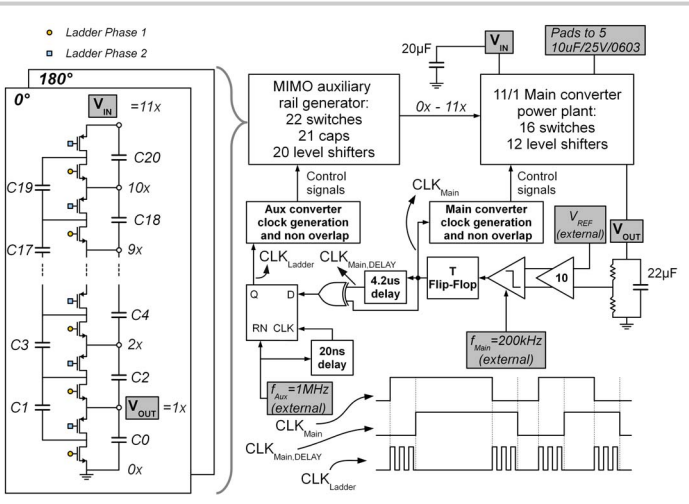 Ladder Phase 1
Ladder Phase 2
180°
0°
V_IN =11x
C20
C19
10x
C18
C17
9x
C4
C3
2x
C2
C1
V_OUT =1x
C0
0x
MIMO auxiliary
rail generator:
22 switches
21 caps
20 level shifters
0x - 11x
20µF
V_IN
Pads to 5
10uF/25V/0603
11/1 Main converter
power plant:
16 switches
12 level shifters
Control
signals
CLK_Main
Control
signals
Aux converter
clock generation
and non overlap
Main converter
clock generation
and non overlap
V_REF
(external)
V_OUT
CLK_Ladder
CLK_Main,DELAY
Q D
RN CLK
4.2us
delay
T
Flip-Flop
10
22µF
20ns
delay
f_Main=200kHz
(external)
f_Aux=1MHz
(external)
CLK_Main
CLK_Main,DELAY
CLK_Ladder